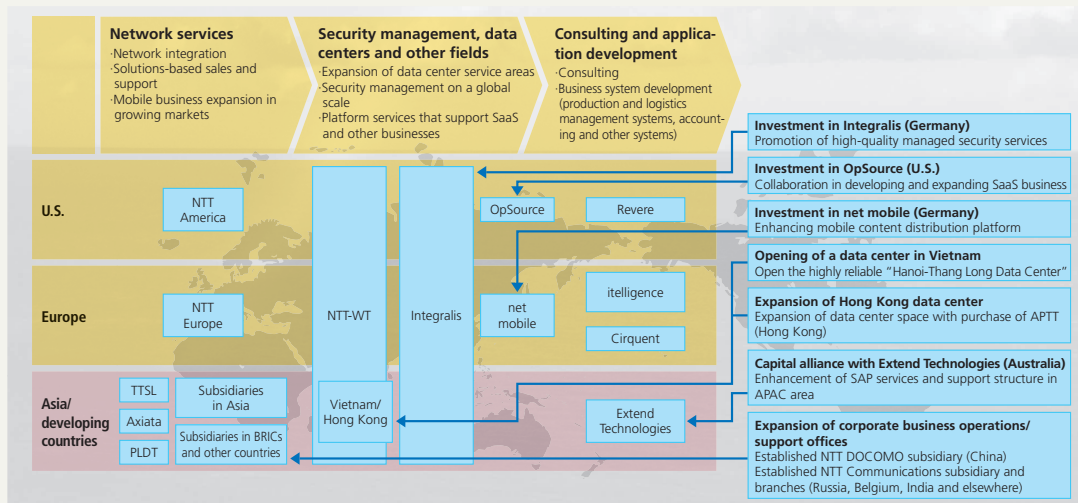 Network services
·Network integration
·Solutions-based sales and
support
·Mobile business expansion in
growing markets
Security management, data
centers and other fields
·Expansion of data center service areas
·Security management on a global
scale
·Platform services that support SaaS
and other businesses
Consulting and applica-
tion development
·Consulting
·Business system development
(production and logistics
management systems, account-
ing and other systems)
U.S.
NTT
America
OpSource
Revere
Europe
NTT
Europe
NTT-WT
Integralis
net
mobile
itelligence
Cirquent
Asia/
developing
countries
TTSL
Axiata
PLDT
Subsidiaries
in Asia
Subsidiaries in BRICs
and other countries
Vietnam/
Hong Kong
Extend
Technologies
Investment in Integralis (Germany)
Promotion of high-quality managed security services
Investment in OpSource (U.S.)
Collaboration in developing and expanding SaaS business
Investment in net mobile (Germany)
Enhancing mobile content distribution platform
Opening of a data center in Vietnam
Open the highly reliable “Hanoi-Thang Long Data Center”
Expansion of Hong Kong data center
Expansion of data center space with purchase of APTT
(Hong Kong)
Capital alliance with Extend Technologies (Australia)
Enhancement of SAP services and support structure in
APAC area
Expansion of corporate business operations/
support offices
Established NTT DOCOMO subsidiary (China)
Established NTT Communications subsidiary and
branches (Russia, Belgium, India and elsewhere)